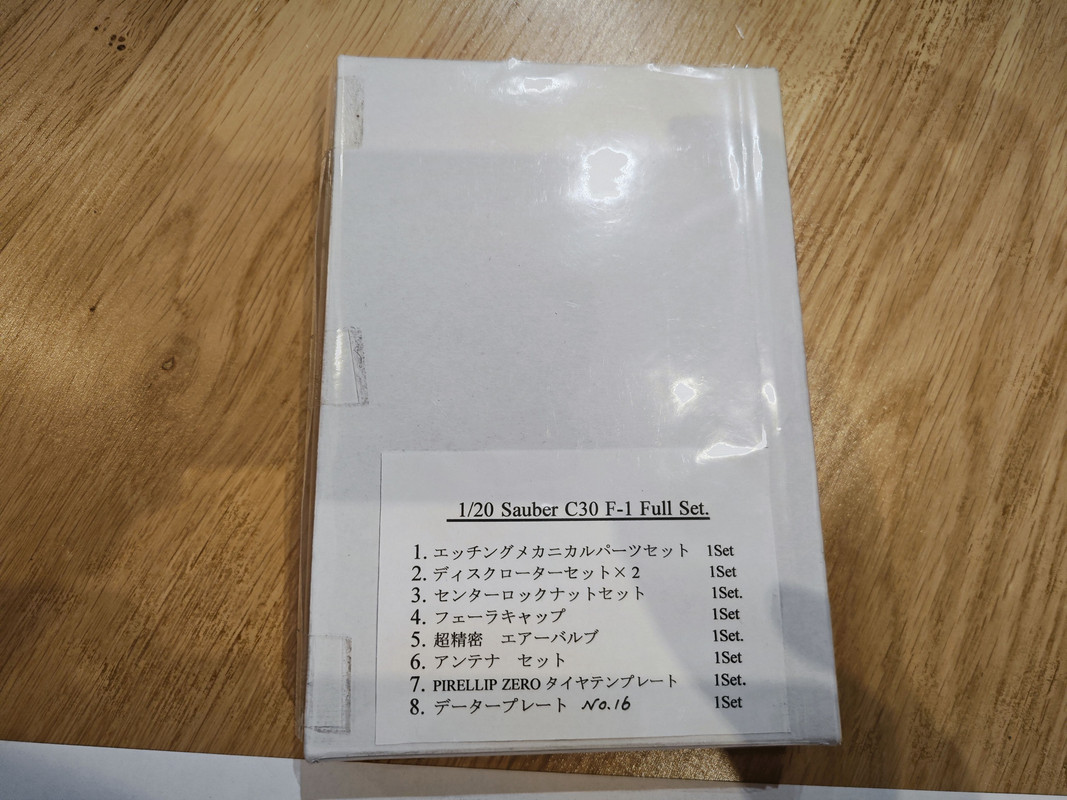 1/20 Sauber C30 F-1 Full Set.
1. エッチングメカニカルパーツセット 1Set
2. ディスクローターセット×2 1Set
3. センターロックナットセット 1Set.
4. フェーラキャップ 1Set
5. 超精密 エアーバルブ 1Set.
6. アンテナ セット 1Set
7. PIRELLIP ZERO タイヤテンプレート 1Set.
8. データープレート No.16 1Set